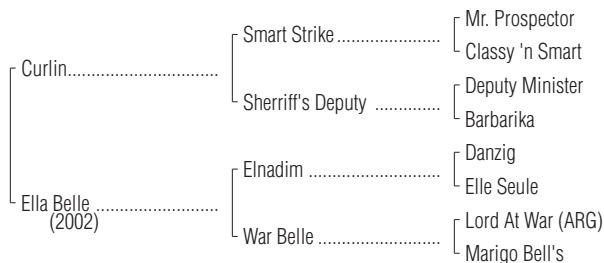 Mr. Prospector
Smart Strike
Classy 'n Smart
Curlin
Deputy Minister
Sherriff's Deputy
Barbarika
Danzig
Elnadim
Elle Seule
Ella Belle
(2002)
Lord At War (ARG)
War Belle
Marigo Bell's